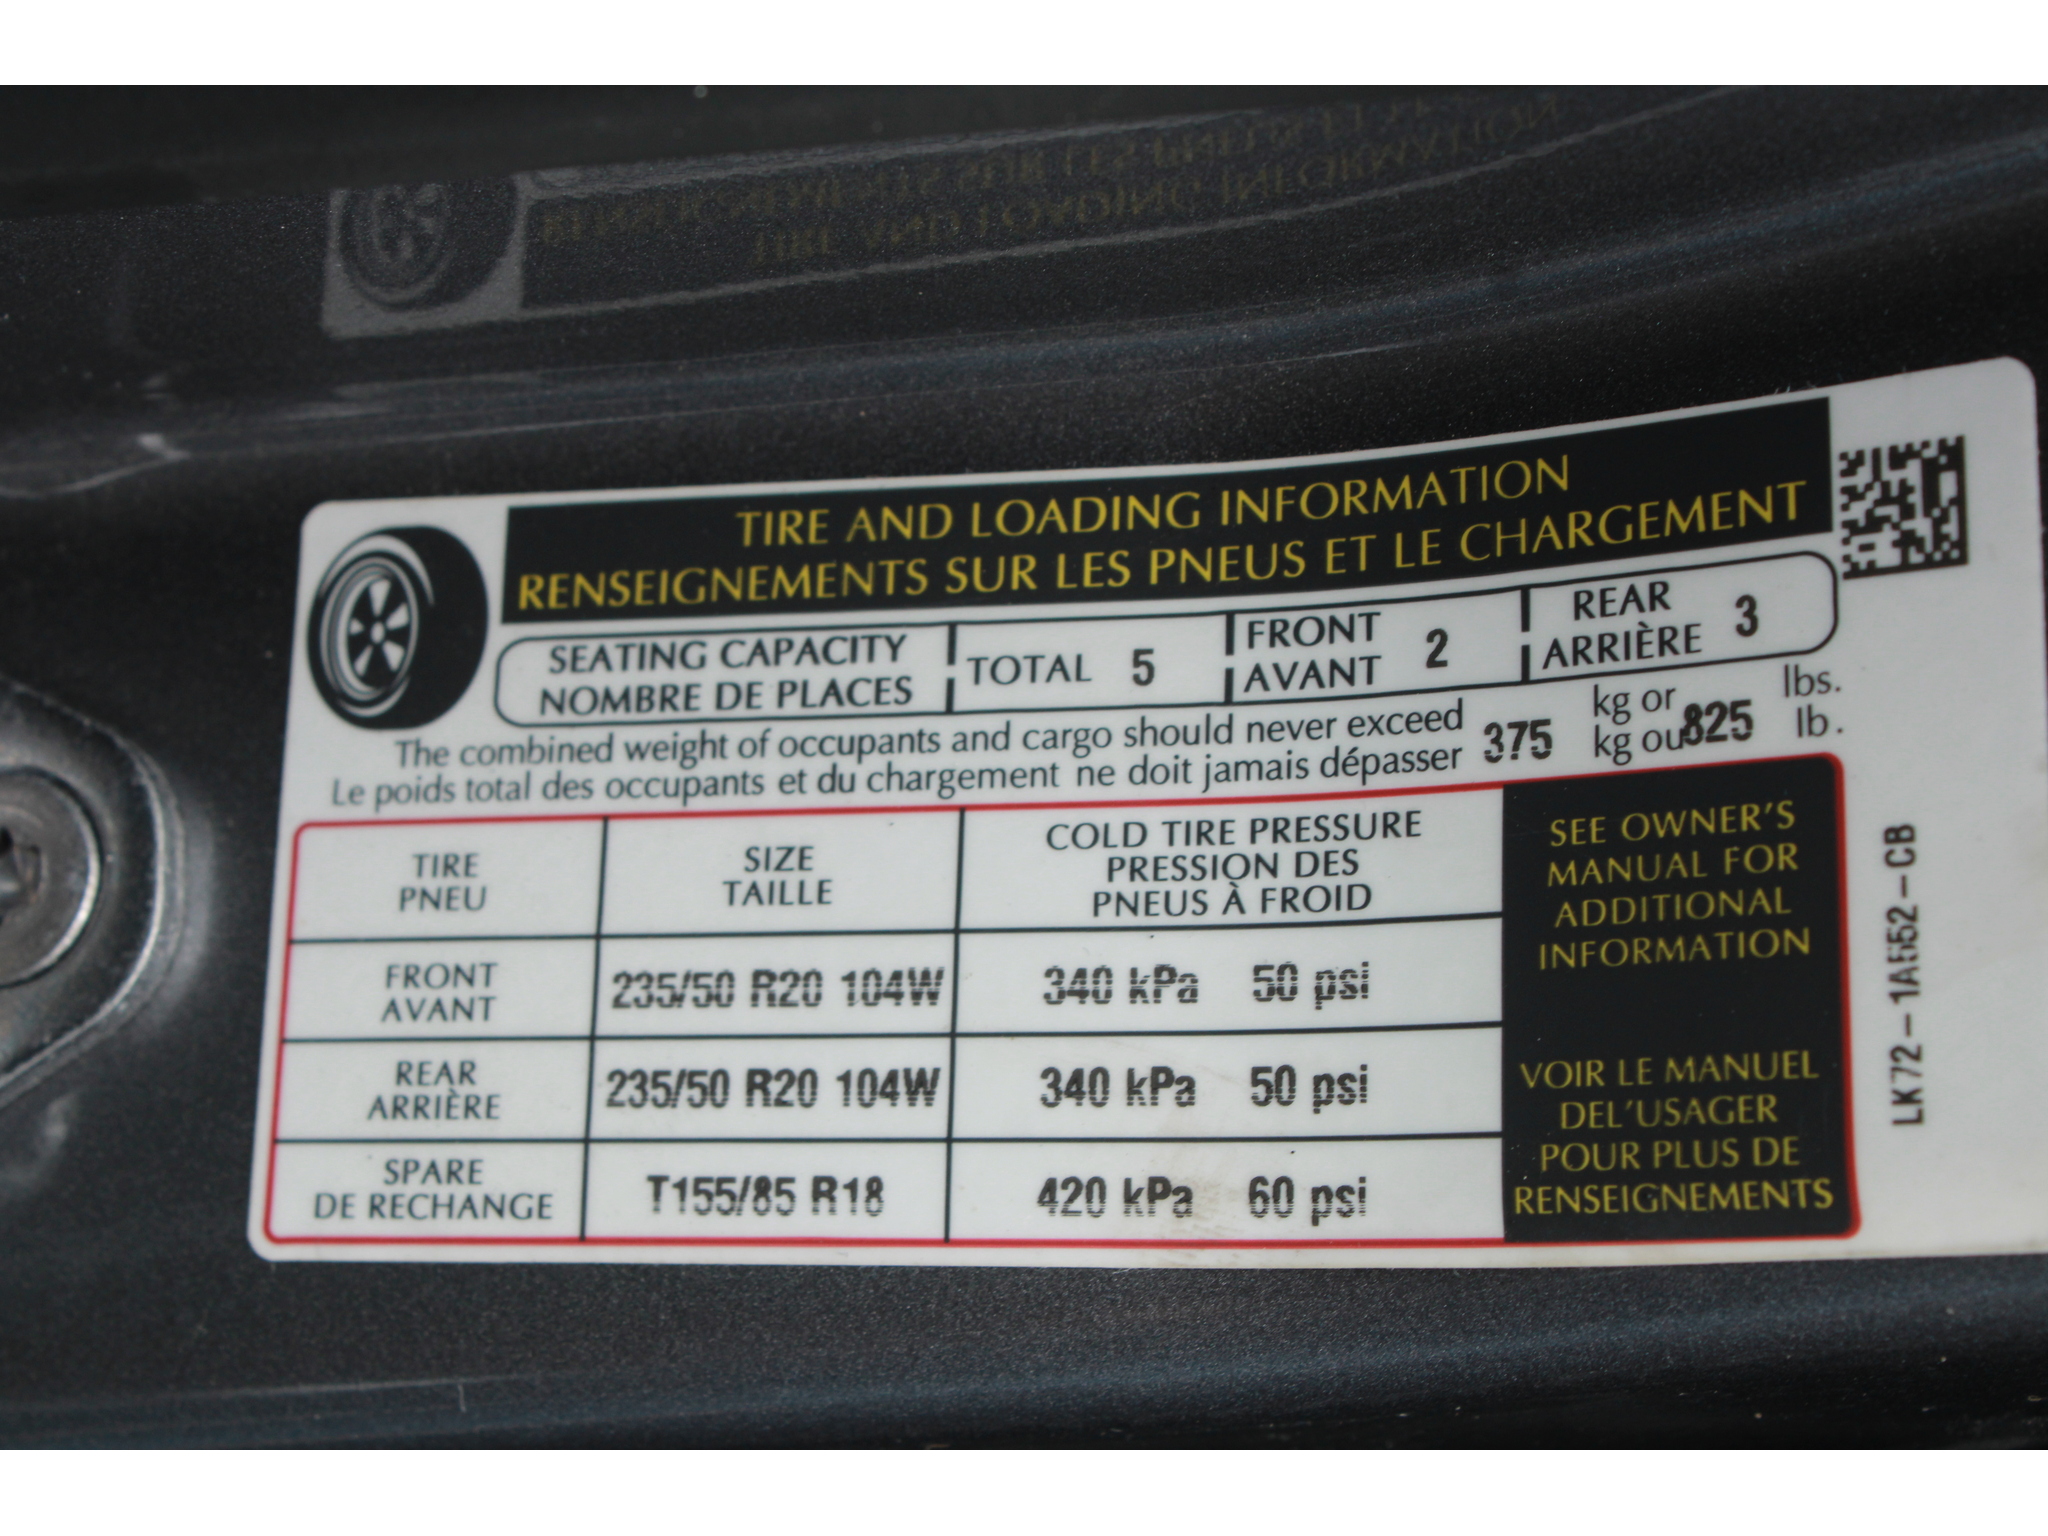 TIRE AND LOADING INFORMATION
RENSEIGNEMENTS SUR LES PNEUS ET LE CHARGEMENT
SEATING CAPACITY
NOMBRE DE PLACES
TOTAL 5
FRONT
AVANT
2
REAR
ARRIÈRE
3
The combined weight of occupants and cargo should never exceed 375 kg or 825 lbs.
Le poids total des occupants et du chargement ne doit jamais dépasser kg ou lb.
TIRE
PNEU
SIZE
TAILLE
COLD TIRE PRESSURE
PRESSION DES
PNEUS À FROID
FRONT
AVANT
235/50 R20 104W
340 kPa 50 psi
REAR
ARRIÈRE
235/50 R20 104W
340 kPa 50 psi
SPARE
DE RECHANGE
T155/85 R18
420 kPa 60 psi
SEE OWNER'S
MANUAL FOR
ADDITIONAL
INFORMATION
VOIR LE MANUEL
DEL'USAGER
POUR PLUS DE
RENSEIGNEMENTS
LK72-1A552-CB